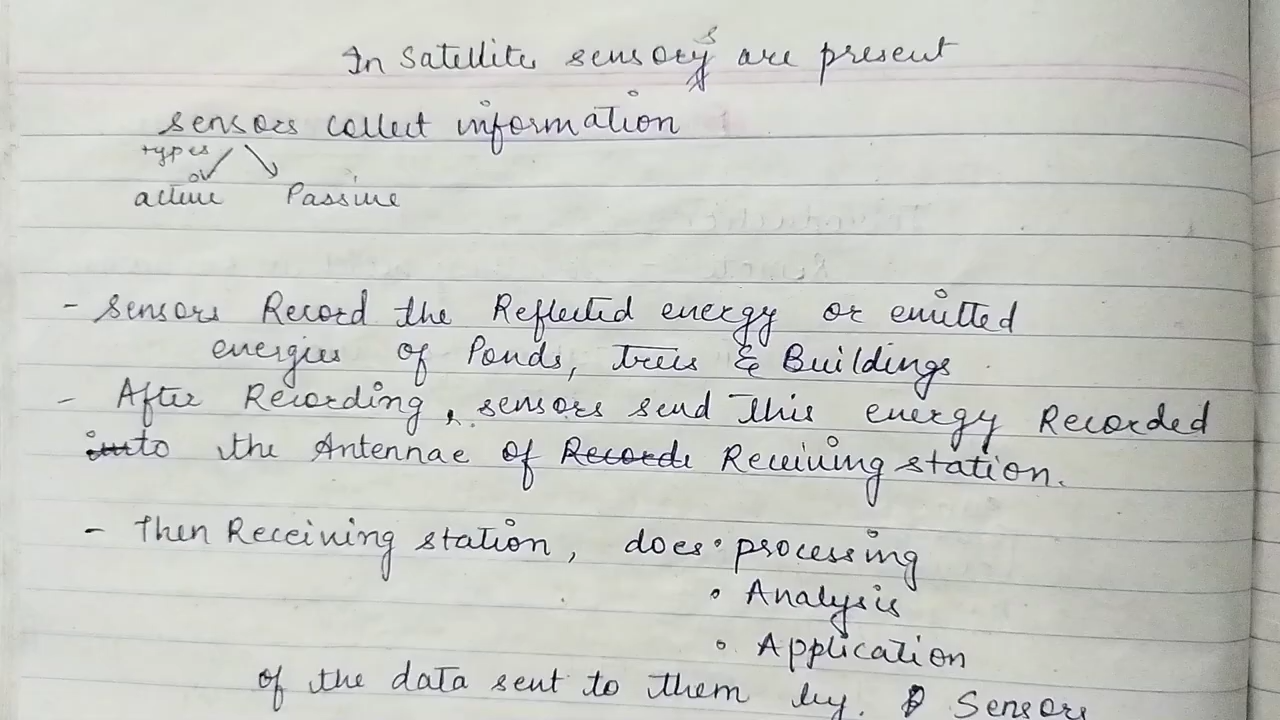 In Satellite sensors are present
sensors collect information
types of
active Passive
- Sensors Record the Reflected energy or emitted
energies of Ponds, trees & Buildings
- After Recording, sensors send this energy Recorded
to the Antennae of Receiving station.
- Then Receiving station, does • processing
• Analysis
• Application
of the data sent to them by. Sensors